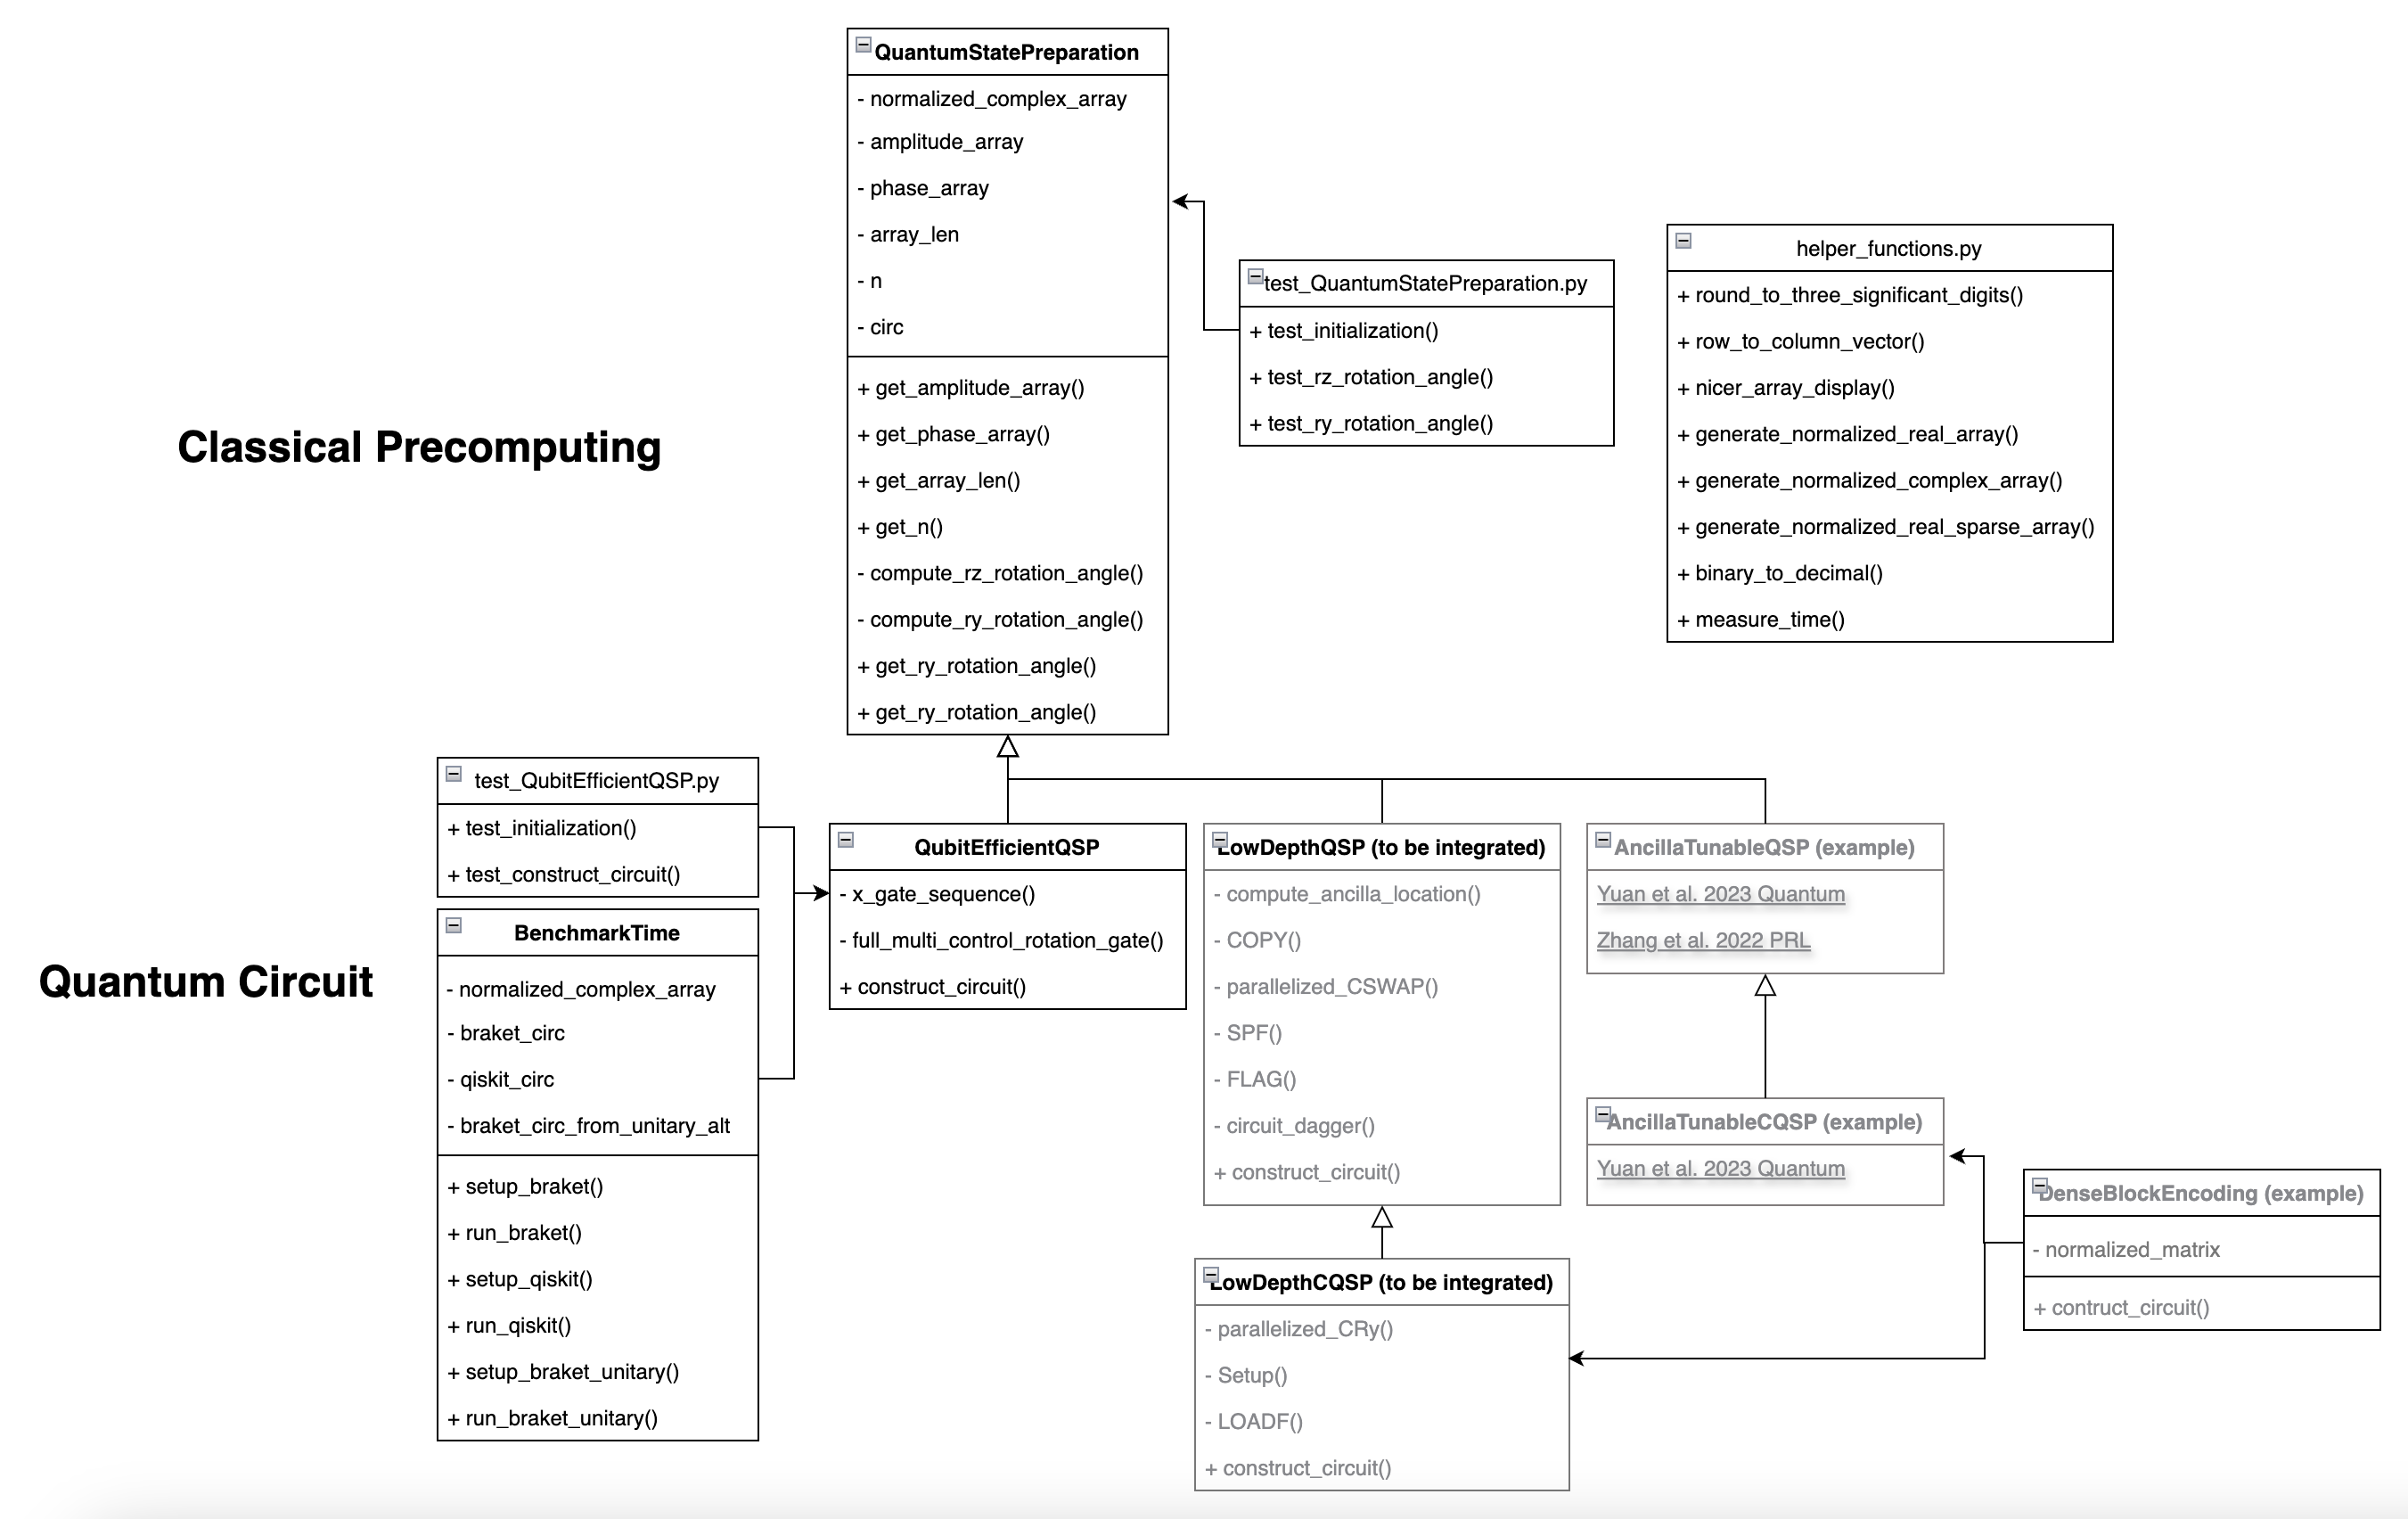 QuantumStatePreparation
- normalized_complex_array
- amplitude_array
- phase_array
- array_len
- n
- circ
+ get_amplitude_array()
+ get_phase_array()
+ get_array_len()
+ get_n()
- compute_rz_rotation_angle()
- compute_ry_rotation_angle()
+ get_ry_rotation_angle()
+ get_ry_rotation_angle()
test_QuantumStatePreparation.py
+ test_initialization()
+ test_rz_rotation_angle()
+ test_ry_rotation_angle()
helper_functions.py
+ round_to_three_significant_digits()
+ row_to_column_vector()
+ nicer_array_display()
+ generate_normalized_real_array()
+ generate_normalized_complex_array()
+ generate_normalized_real_sparse_array()
+ binary_to_decimal()
+ measure_time()
Classical Precomputing
Quantum Circuit
test_QubitEfficientQSP.py
+ test_initialization()
+ test_construct_circuit()
BenchmarkTime
- normalized_complex_array
- braket_circ
- qiskit_circ
- braket_circ_from_unitary_alt
+ setup_braket()
+ run_braket()
+ setup_qiskit()
+ run_qiskit()
+ setup_braket_unitary()
+ run_braket_unitary()
QubitEfficientQSP
- x_gate_sequence()
- full_multi_control_rotation_gate()
+ construct_circuit()
LowDepthQSP (to be integrated)
- compute_ancilla_location()
- COPY()
- parallelized_CSWAP()
- SPF()
- FLAG()
- circuit_dagger()
+ construct_circuit()
LowDepthCQSP (to be integrated)
- parallelized_CRy()
- Setup()
- LOADF()
+ construct_circuit()
AncillaTunableQSP (example)
Yuan et al. 2023 Quantum
Zhang et al. 2022 PRL
AncillaTunableCQSP (example)
Yuan et al. 2023 Quantum
DenseBlockEncoding (example)
- normalized_matrix
+ contruct_circuit()